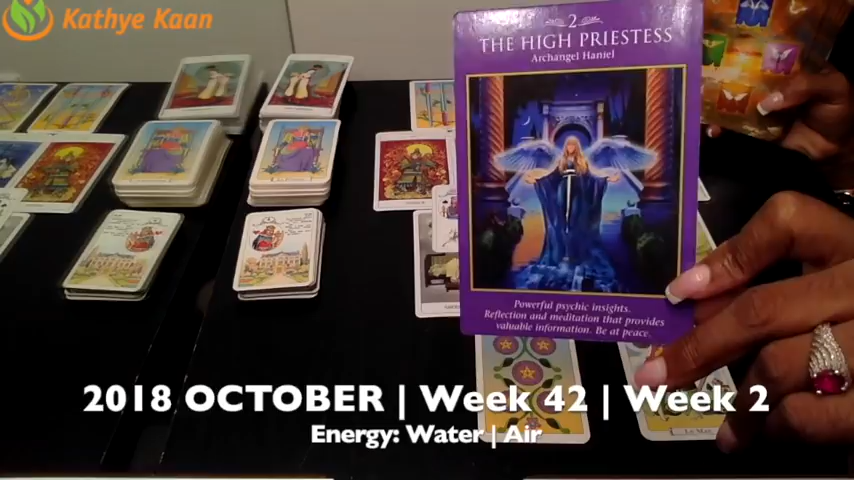 Kathye Kaan
2
THE HIGH PRIESTESS
Archangel Haniel
Powerful psychic insights.
Reflection and meditation that provides
valuable information. Be at peace.
2018 OCTOBER | Week 42 | Week 2
Energy: Water | Air